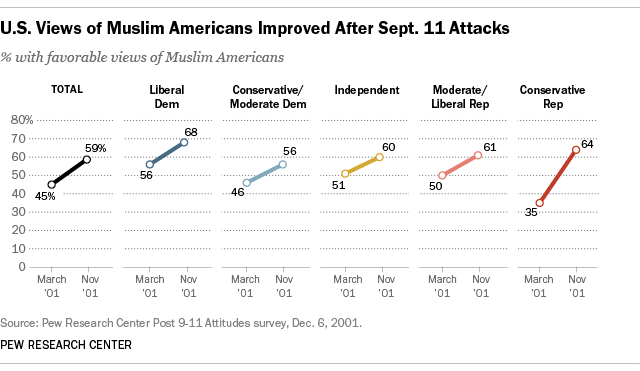 U.S. Views of Muslim Americans Improved After Sept. 11 Attacks
% with favorable views of Muslim Americans
TOTAL
Liberal
Dem
Conservative/
Moderate Dem
Independent
Moderate/
Liberal Rep
Conservative
Rep
80%
70
60
50
40
30
20
10
0
45%
59%
56
68
46
56
51
60
50
61
35
64
March
'01
Nov
'01
March
'01
Nov
'01
March
'01
Nov
'01
March
'01
Nov
'01
March
'01
Nov
'01
March
'01
Nov
'01
Source: Pew Research Center Post 9-11 Attitudes survey, Dec. 6, 2001.
PEW RESEARCH CENTER